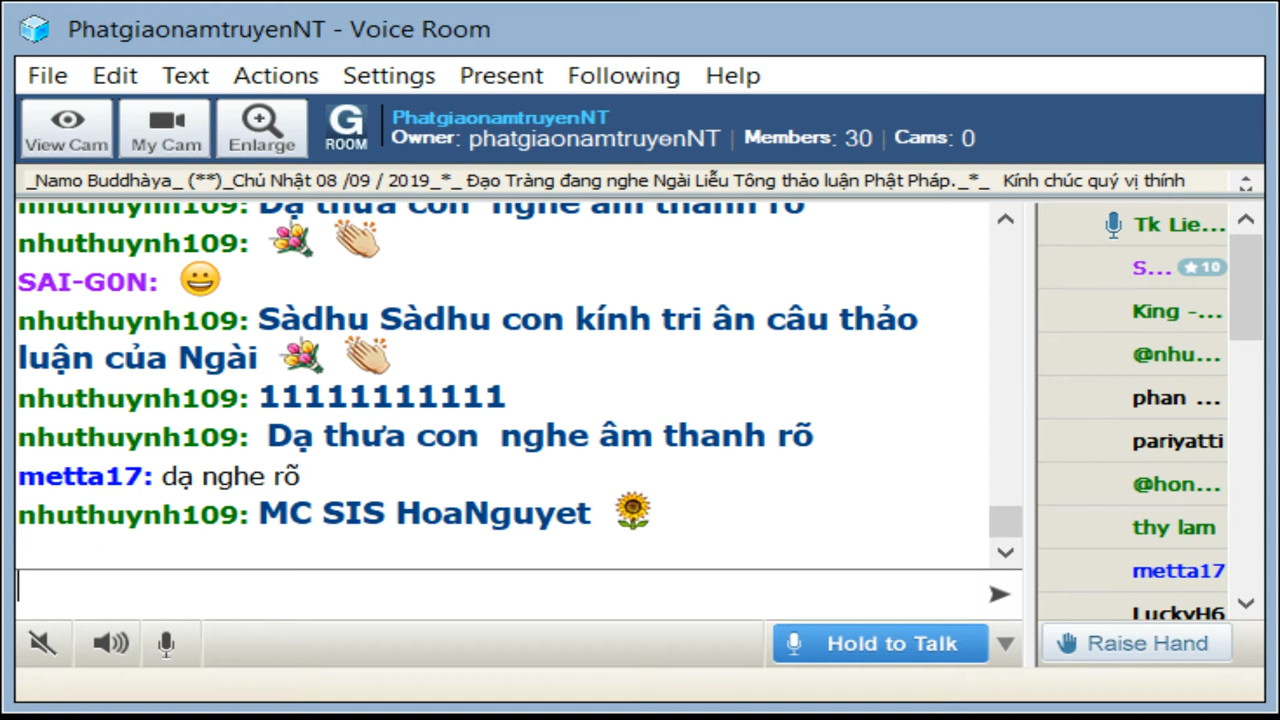 PhatgiaonamtruyenNT - Voice Room
File Edit Text Actions Settings Present Following Help
View Cam My Cam Enlarge G ROOM
PhatgiaonamtruyenNT
Owner: phatgiaonamtruyenNT | Members: 30 | Cams: 0
_Namo Buddhàya_ (**)_Chủ Nhật 08 /09 / 2019_*_ Đạo Tràng đang nghe Ngài Liễu Tông thảo luận Phật Pháp._*_ Kính chúc quý vị thính
nhuthuynh109: Dạ thưa con nghe âm thanh rõ
nhuthuynh109:
SAI-G0N:
nhuthuynh109: Sàdhu Sàdhu con kính tri ân câu thảo
luận của Ngài
nhuthuynh109: 11111111111
nhuthuynh109: Dạ thưa con nghe âm thanh rõ
metta17: dạ nghe rõ
nhuthuynh109: MC SIS HoaNguyet
Tk Lie...
S... 10
King -...
@nhu...
phan ...
pariyatti
@hon...
thy lam
metta17
LuckyH6
Hold to Talk
Raise Hand